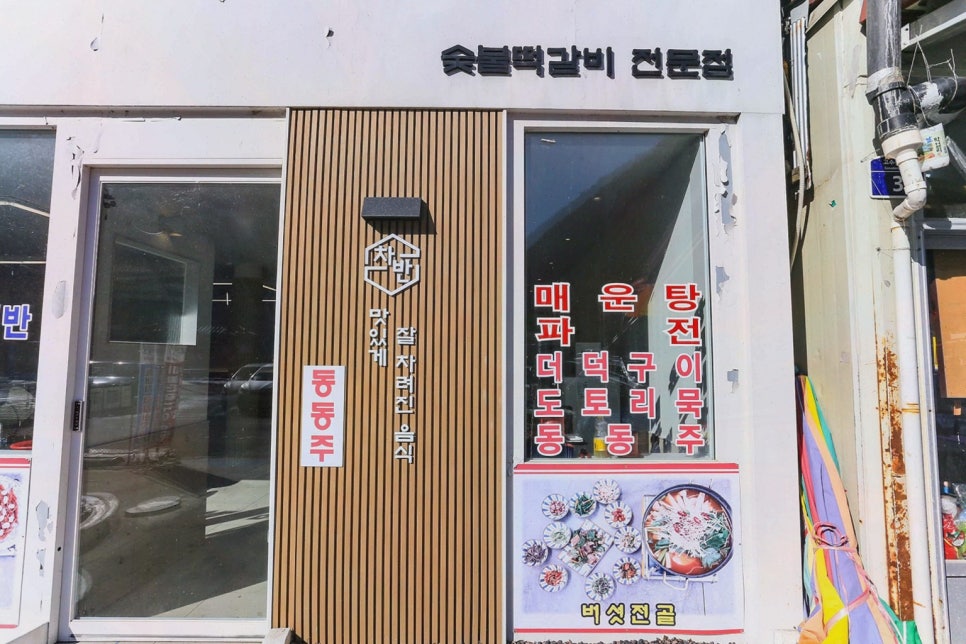 숯불떡갈비 전문점
차반
맛있게
잘 차려진 음식
동동주
반
매운탕
파전
더덕구이
도토리묵
동동주
버섯전골
3